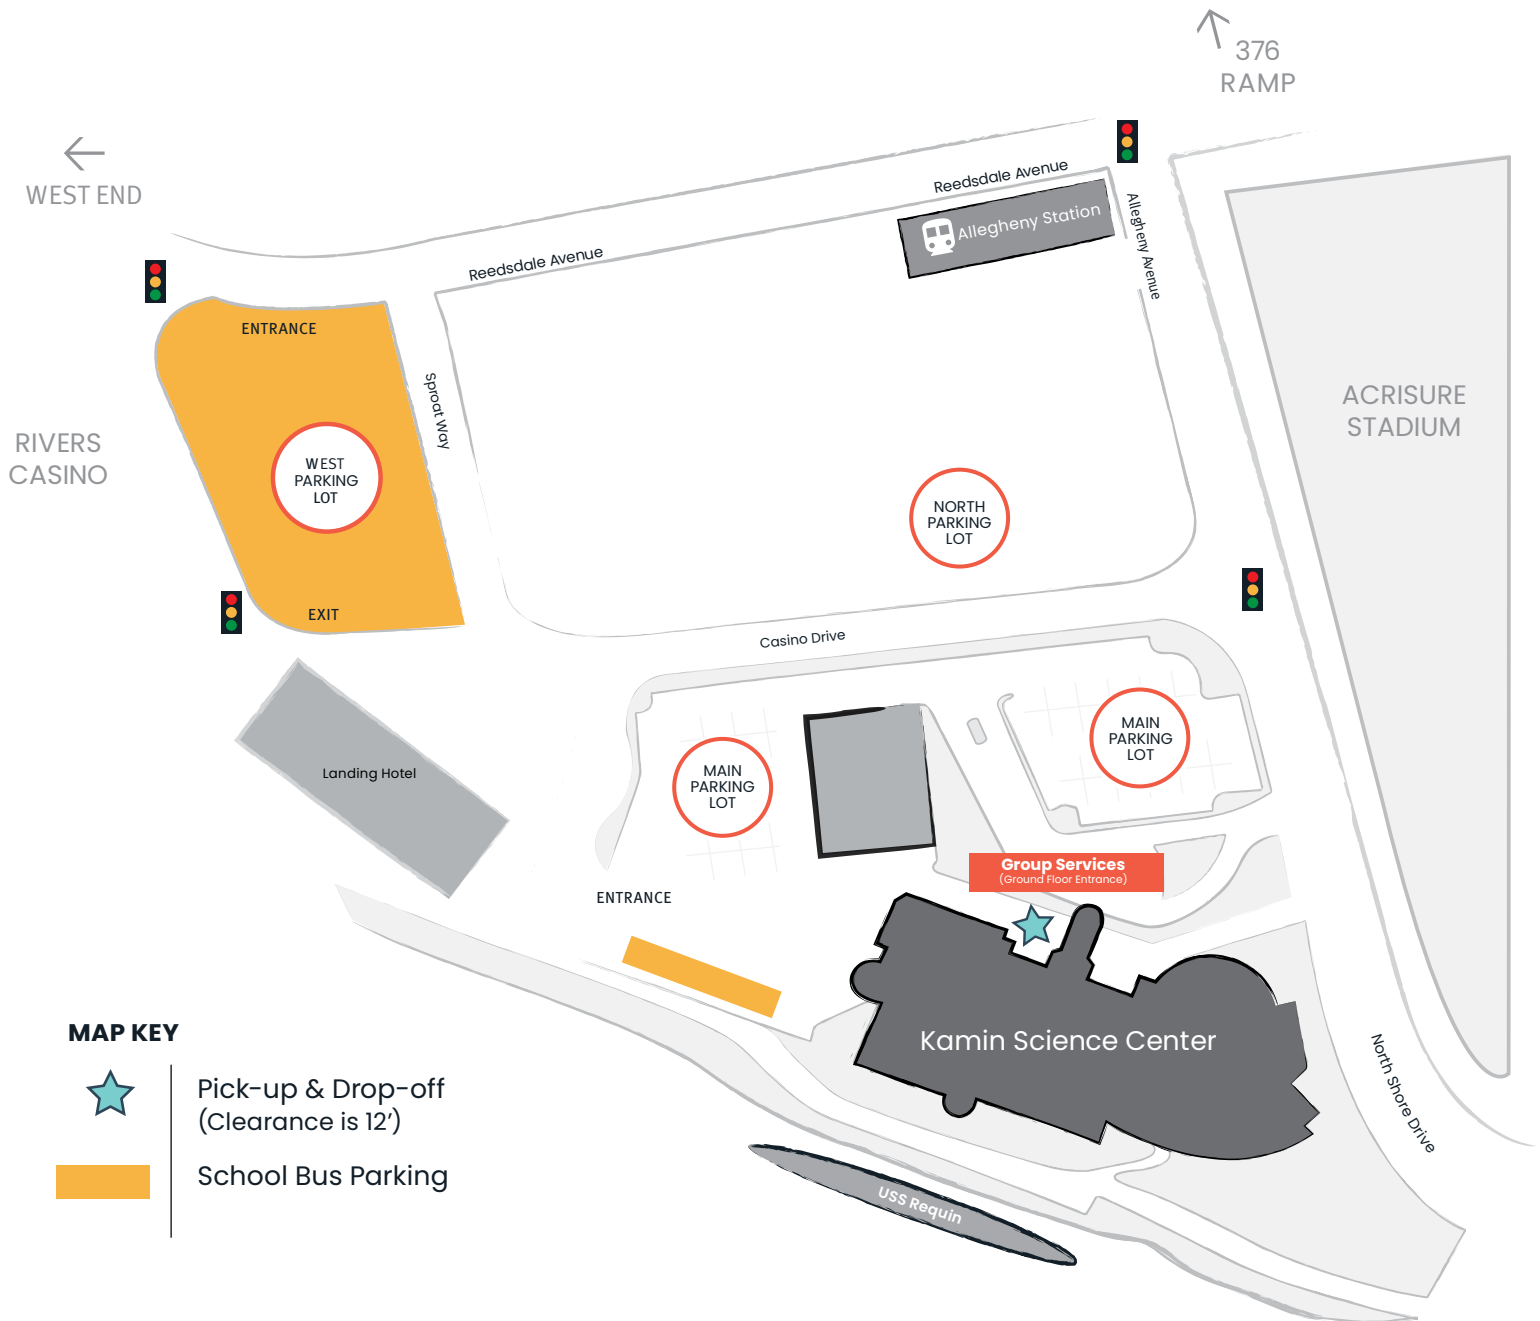 376
RAMP
WEST END
Reedsdale Avenue
Allegheny Station
Allegheny Avenue
Reedsdale Avenue
ENTRANCE
Sproat Way
ACRISURE
STADIUM
RIVERS
CASINO
WEST
PARKING
LOT
NORTH
PARKING
LOT
EXIT
Casino Drive
MAIN
PARKING
LOT
Landing Hotel
MAIN
PARKING
LOT
Group Services
(Ground Floor Entrance)
ENTRANCE
Kamin Science Center
North Shore Drive
USS Requin
MAP KEY
Pick-up & Drop-off
(Clearance is 12’)
School Bus Parking